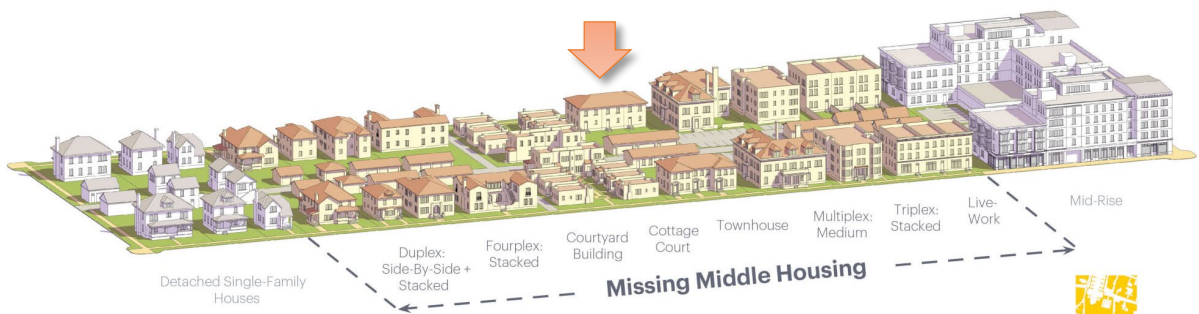 Detached Single-Family
Houses
Duplex:
Side-By-Side +
Stacked
Fourplex:
Stacked
Courtyard
Building
Cottage
Court
Townhouse
Multiplex:
Medium
Triplex:
Stacked
Live-
Work
Mid-Rise
Missing Middle Housing